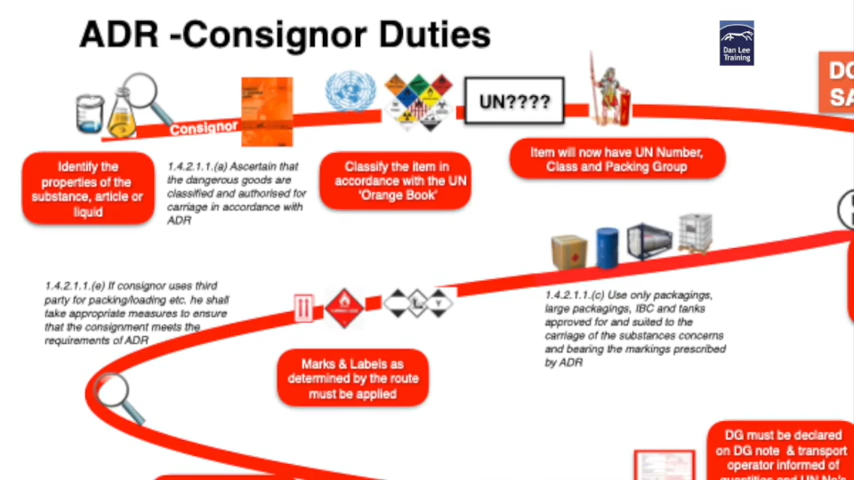 ADR -Consignor Duties
Dan Lee
Training
DG
SA
UN????
Consignor
Identify the
properties of the
substance, article or
liquid
1.4.2.1.1.(a) Ascertain that
the dangerous goods are
classified and authorised for
carriage in accordance with
ADR
Classify the item in
accordance with the UN
'Orange Book'
Item will now have UN Number,
Class and Packing Group
1.4.2.1.1.(e) If consignor uses third
party for packing/loading etc. he shall
take appropriate measures to ensure
that the consignment meets the
requirements of ADR
1.4.2.1.1.(c) Use only packagings,
large packagings, IBC and tanks
approved for and suited to the
carriage of the substances concerns
and bearing the markings prescribed
by ADR
Marks & Labels as
determined by the route
must be applied
DG must be declared
on DG note & transport
operator informed of
quantities and UN No's